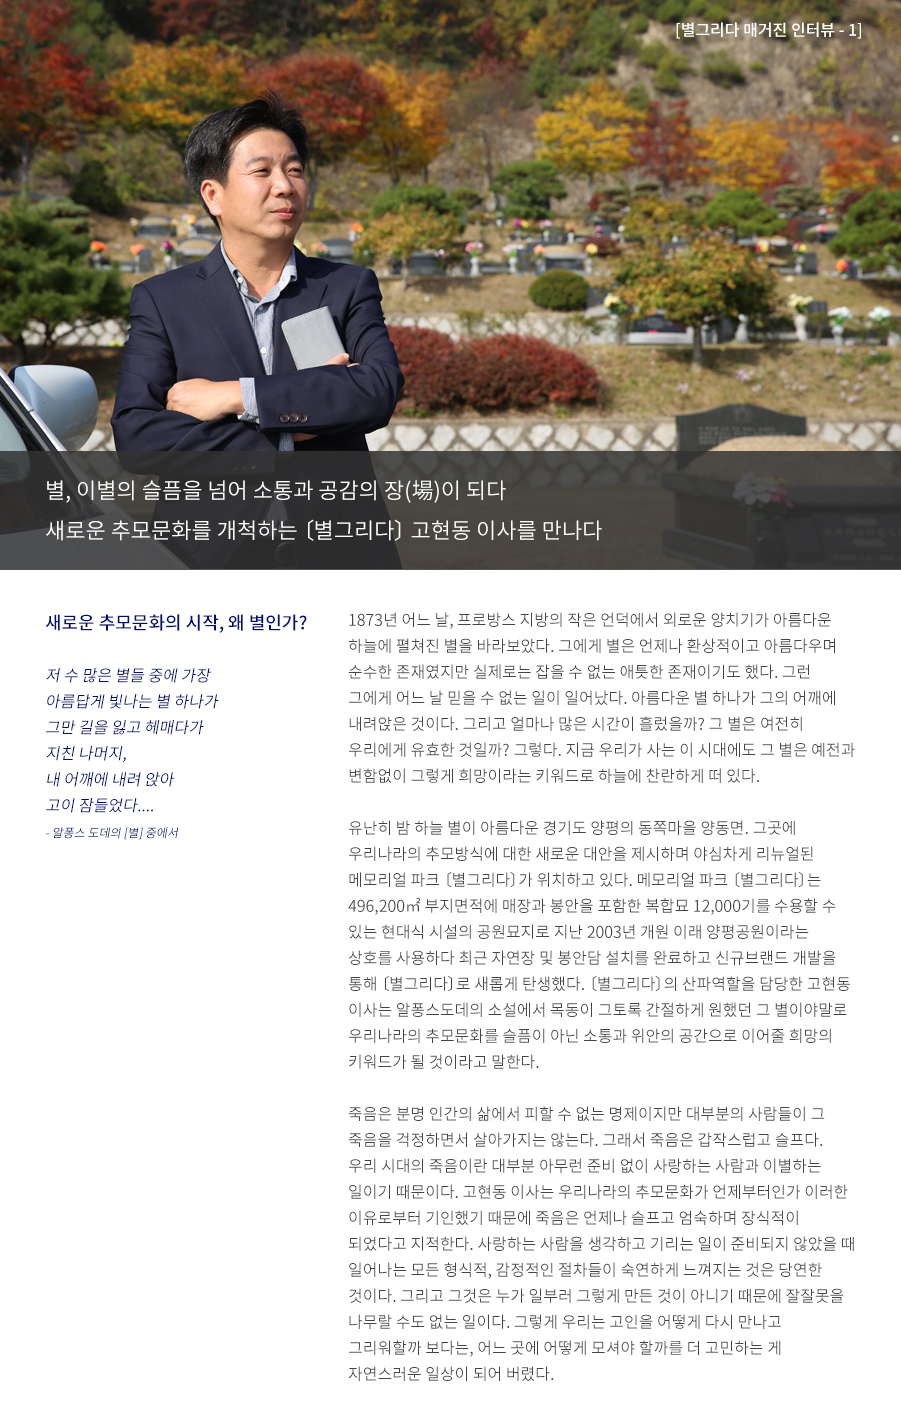 [별그리다 매거진 인터뷰 - 1]
별, 이별의 슬픔을 넘어 소통과 공감의 장(場)이 되다
새로운 추모문화를 개척하는 〔별그리다〕 고현동 이사를 만나다
새로운 추모문화의 시작, 왜 별인가?
저 수 많은 별들 중에 가장
아름답게 빛나는 별 하나가
그만 길을 잃고 헤매다가
지친 나머지,
내 어깨에 내려 앉아
고이 잠들었다....
- 알퐁스 도데의 [별] 중에서
1873년 어느 날, 프로방스 지방의 작은 언덕에서 외로운 양치기가 아름다운
하늘에 펼쳐진 별을 바라보았다. 그에게 별은 언제나 환상적이고 아름다우며
순수한 존재였지만 실제로는 잡을 수 없는 애틋한 존재이기도 했다. 그런
그에게 어느 날 믿을 수 없는 일이 일어났다. 아름다운 별 하나가 그의 어깨에
내려앉은 것이다. 그리고 얼마나 많은 시간이 흘렀을까? 그 별은 여전히
우리에게 유효한 것일까? 그렇다. 지금 우리가 사는 이 시대에도 그 별은 예전과
변함없이 그렇게 희망이라는 키워드로 하늘에 찬란하게 떠 있다.
유난히 밤 하늘 별이 아름다운 경기도 양평의 동쪽마을 양동면. 그곳에
우리나라의 추모방식에 대한 새로운 대안을 제시하며 야심차게 리뉴얼된
메모리얼 파크 〔별그리다〕가 위치하고 있다. 메모리얼 파크 〔별그리다〕는
496,200㎡ 부지면적에 매장과 봉안을 포함한 복합묘 12,000기를 수용할 수
있는 현대식 시설의 공원묘지로 지난 2003년 개원 이래 양평공원이라는
상호를 사용하다 최근 자연장 및 봉안담 설치를 완료하고 신규브랜드 개발을
통해 〔별그리다〕로 새롭게 탄생했다. 〔별그리다〕의 산파역할을 담당한 고현동
이사는 알퐁스도데의 소설에서 목동이 그토록 간절하게 원했던 그 별이야말로
우리나라의 추모문화를 슬픔이 아닌 소통과 위안의 공간으로 이어줄 희망의
키워드가 될 것이라고 말한다.
죽음은 분명 인간의 삶에서 피할 수 없는 명제이지만 대부분의 사람들이 그
죽음을 걱정하면서 살아가지는 않는다. 그래서 죽음은 갑작스럽고 슬프다.
우리 시대의 죽음이란 대부분 아무런 준비 없이 사랑하는 사람과 이별하는
일이기 때문이다. 고현동 이사는 우리나라의 추모문화가 언제부터인가 이러한
이유로부터 기인했기 때문에 죽음은 언제나 슬프고 엄숙하며 장식적이
되었다고 지적한다. 사랑하는 사람을 생각하고 기리는 일이 준비되지 않았을 때
일어나는 모든 형식적, 감정적인 절차들이 숙연하게 느껴지는 것은 당연한
것이다. 그리고 그것은 누가 일부러 그렇게 만든 것이 아니기 때문에 잘잘못을
나무랄 수도 없는 일이다. 그렇게 우리는 고인을 어떻게 다시 만나고
그리워할까 보다는, 어느 곳에 어떻게 모셔야 할까를 더 고민하는 게
자연스러운 일상이 되어 버렸다.